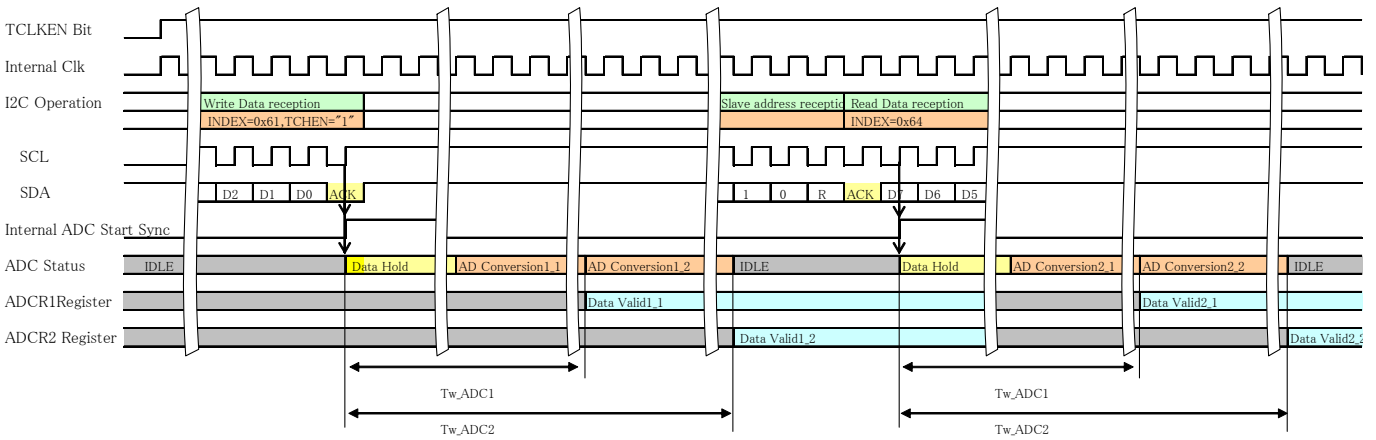 TCLKEN Bit
Internal Clk
I2C Operation Write Data reception Slave address receptio Read Data reception
INDEX=0x61,TCHEN="1" INDEX=0x64
SCL
SDA D2 D1 D0 ACK 1 0 R ACK D7 D6 D5
Internal ADC Start Sync
ADC Status IDLE Data Hold AD Conversion1_1 AD Conversion1_2 IDLE Data Hold AD Conversion2_1 AD Conversion2_2 IDLE
ADCR1Register Data Valid1_1 Data Valid2_1
ADCR2 Register Data Valid1_2 Data Valid2_2
Tw_ADC1 Tw_ADC1
Tw_ADC2 Tw_ADC2